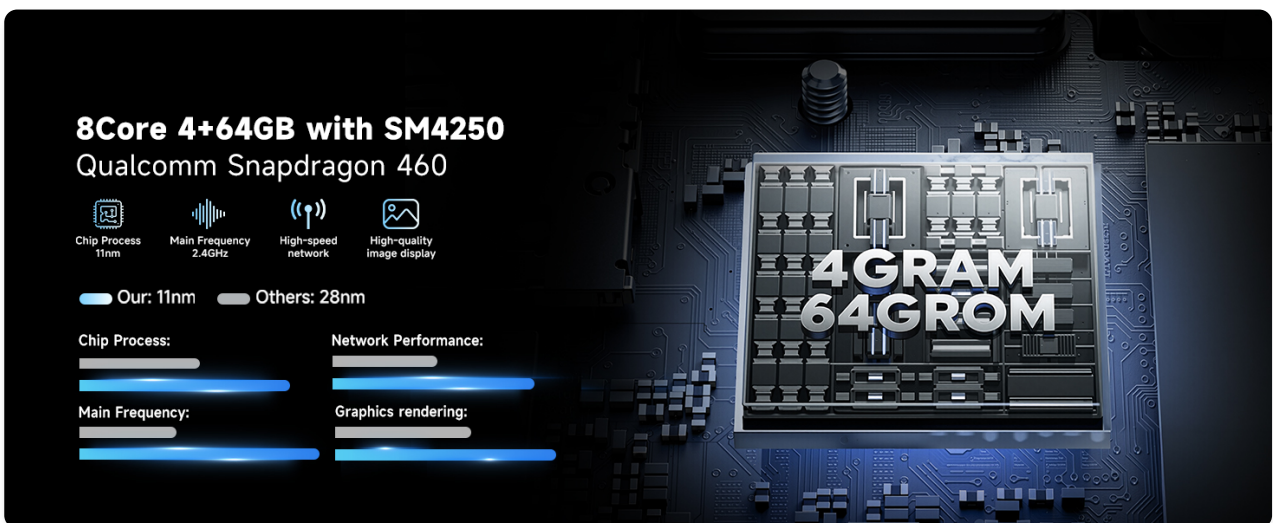 8Core 4+64GB with SM4250
Qualcomm Snapdragon 460
Chip Process
11nm
Main Frequency
2.4GHz
High-speed
network
High-quality
image display
Our: 11nm
Others: 28nm
Chip Process:
Network Performance:
Main Frequency:
Graphics rendering:
4GRAM
64GROM